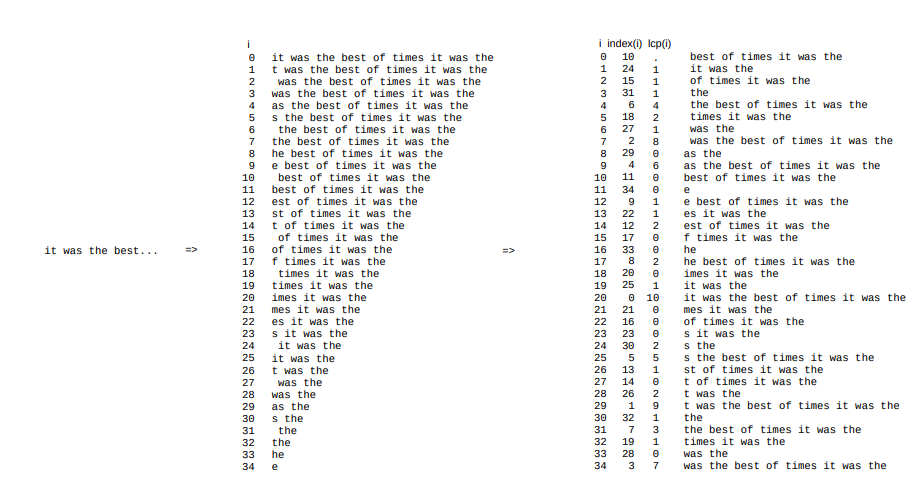 i
0 it was the best of times it was the
1 t was the best of times it was the
2  was the best of times it was the
3 was the best of times it was the
4 as the best of times it was the
5 s the best of times it was the
6  the best of times it was the
7 the best of times it was the
8 he best of times it was the
9 e best of times it was the
10  best of times it was the
11 best of times it was the
12 est of times it was the
13 st of times it was the
14 t of times it was the
15  of times it was the
it was the best... => 16 of times it was the =>
17 f times it was the
18  times it was the
19 times it was the
20 imes it was the
21 mes it was the
22 es it was the
23 s it was the
24  it was the
25 it was the
26 t was the
27  was the
28 was the
29 as the
30 s the
31  the
32 the
33 he
34 e
i index(i) lcp(i)
0 10 .  best of times it was the
1 24 1  it was the
2 15 1  of times it was the
3 31 1  the
4 6 4  the best of times it was the
5 18 2  times it was the
6 27 1  was the
7 2 8  was the best of times it was the
8 29 0 as the
9 4 6 as the best of times it was the
10 11 0 best of times it was the
11 34 0 e
12 9 1 e best of times it was the
13 22 1 es it was the
14 12 2 est of times it was the
15 17 0 f times it was the
16 33 0 he
17 8 2 he best of times it was the
18 20 0 imes it was the
19 25 1 it was the
20 0 10 it was the best of times it was the
21 21 0 mes it was the
22 16 0 of times it was the
23 23 0 s it was the
24 30 2 s the
25 5 5 s the best of times it was the
26 13 1 st of times it was the
27 14 0 t of times it was the
28 26 2 t was the
29 1 9 t was the best of times it was the
30 32 1 the
31 7 3 the best of times it was the
32 19 1 times it was the
33 28 0 was the
34 3 7 was the best of times it was the